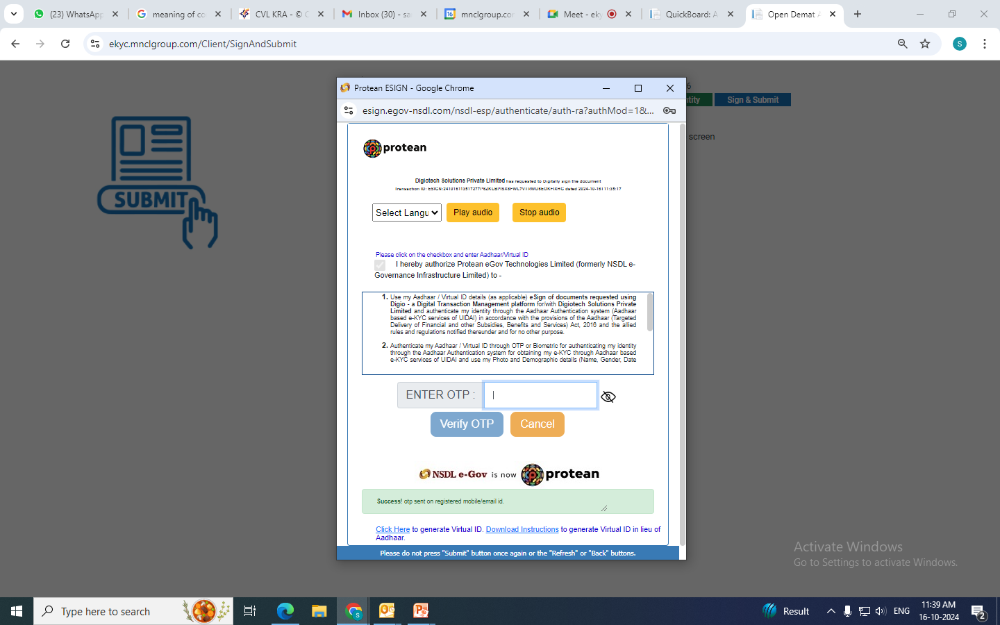 (23) WhatsApp
meaning of co
CVL KRA - © C
Inbox (30) - sa
mnclgroup.co
Meet - eky
QuickBoard: A
Open Demat A
ekyc.mnclgroup.com/Client/SignAndSubmit
S
Protean ESIGN - Google Chrome
esign.egov-nsdl.com/nsdl-esp/authenticate/auth-ra?authMod=1&...
6
ntity
Sign & Submit
screen
SUBMIT
protean
Digiotech Solutions Private Limited has requested to Digitally sign the document
dated 2024-10-16T11:35:17
Select Langu
Play audio
Stop audio
Please click on the checkbox and enter Aadhaar/Virtual ID
I hereby authorize Protean eGov Technologies Limited (formerly NSDL e-
Governance Infrastructure Limited) to -
1. Use my Aadhaar / Virtual ID details (as applicable) eSign of documents requested using
Digio - a Digital Transaction Management platform for/with Digiotech Solutions Private
Limited and authenticate my identity through the Aadhaar Authentication system (Aadhaar
based e-KYC services of UIDAI) in accordance with the provisions of the Aadhaar (Targeted
Delivery of Financial and other Subsidies, Benefits and Services) Act, 2016 and the allied
rules and regulations notified thereunder and for no other purpose.
2. Authenticate my Aadhaar / Virtual ID through OTP or Biometric for authenticating my identity
through the Aadhaar Authentication system for obtaining my e-KYC through Aadhaar based
e-KYC services of UIDAI and use my Photo and Demographic details (Name, Gender, Date
ENTER OTP :
Verify OTP
Cancel
NSDL e-Gov is now protean
Success! otp sent on registered mobile/email id.
Click Here to generate Virtual ID. Download Instructions to generate Virtual ID in lieu of
Aadhaar.
Please do not press "Submit" button once again or the "Refresh" or "Back" buttons.
Activate Windows
Go to Settings to activate Windows.
Type here to search
Result
ENG
11:39 AM
16-10-2024
2